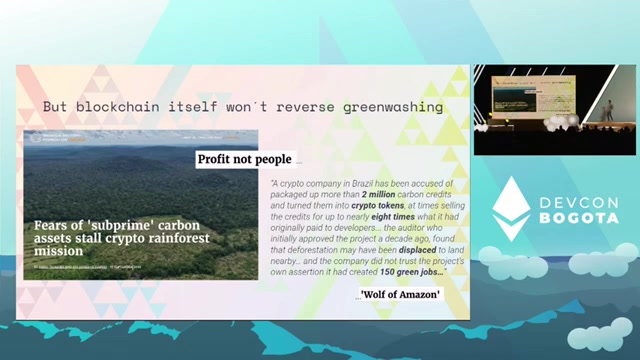 But blockchain itself won't reverse greenwashing
Profit not people ...
Fears of 'subprime' carbon
assets stall crypto rainforest
mission
"A crypto company in Brazil has been accused of
packaged up more than 2 million carbon credits
and turned them into crypto tokens, at times selling
the credits for up to nearly eight times what it had
originally paid to developers... the auditor who
initially approved the project a decade ago, found
that deforestation may have been displaced to land
nearby... and the company did not trust the project's
own assertion it had created 150 green jobs..."
...'Wolf of Amazon'
DEVCON
BOGOTA